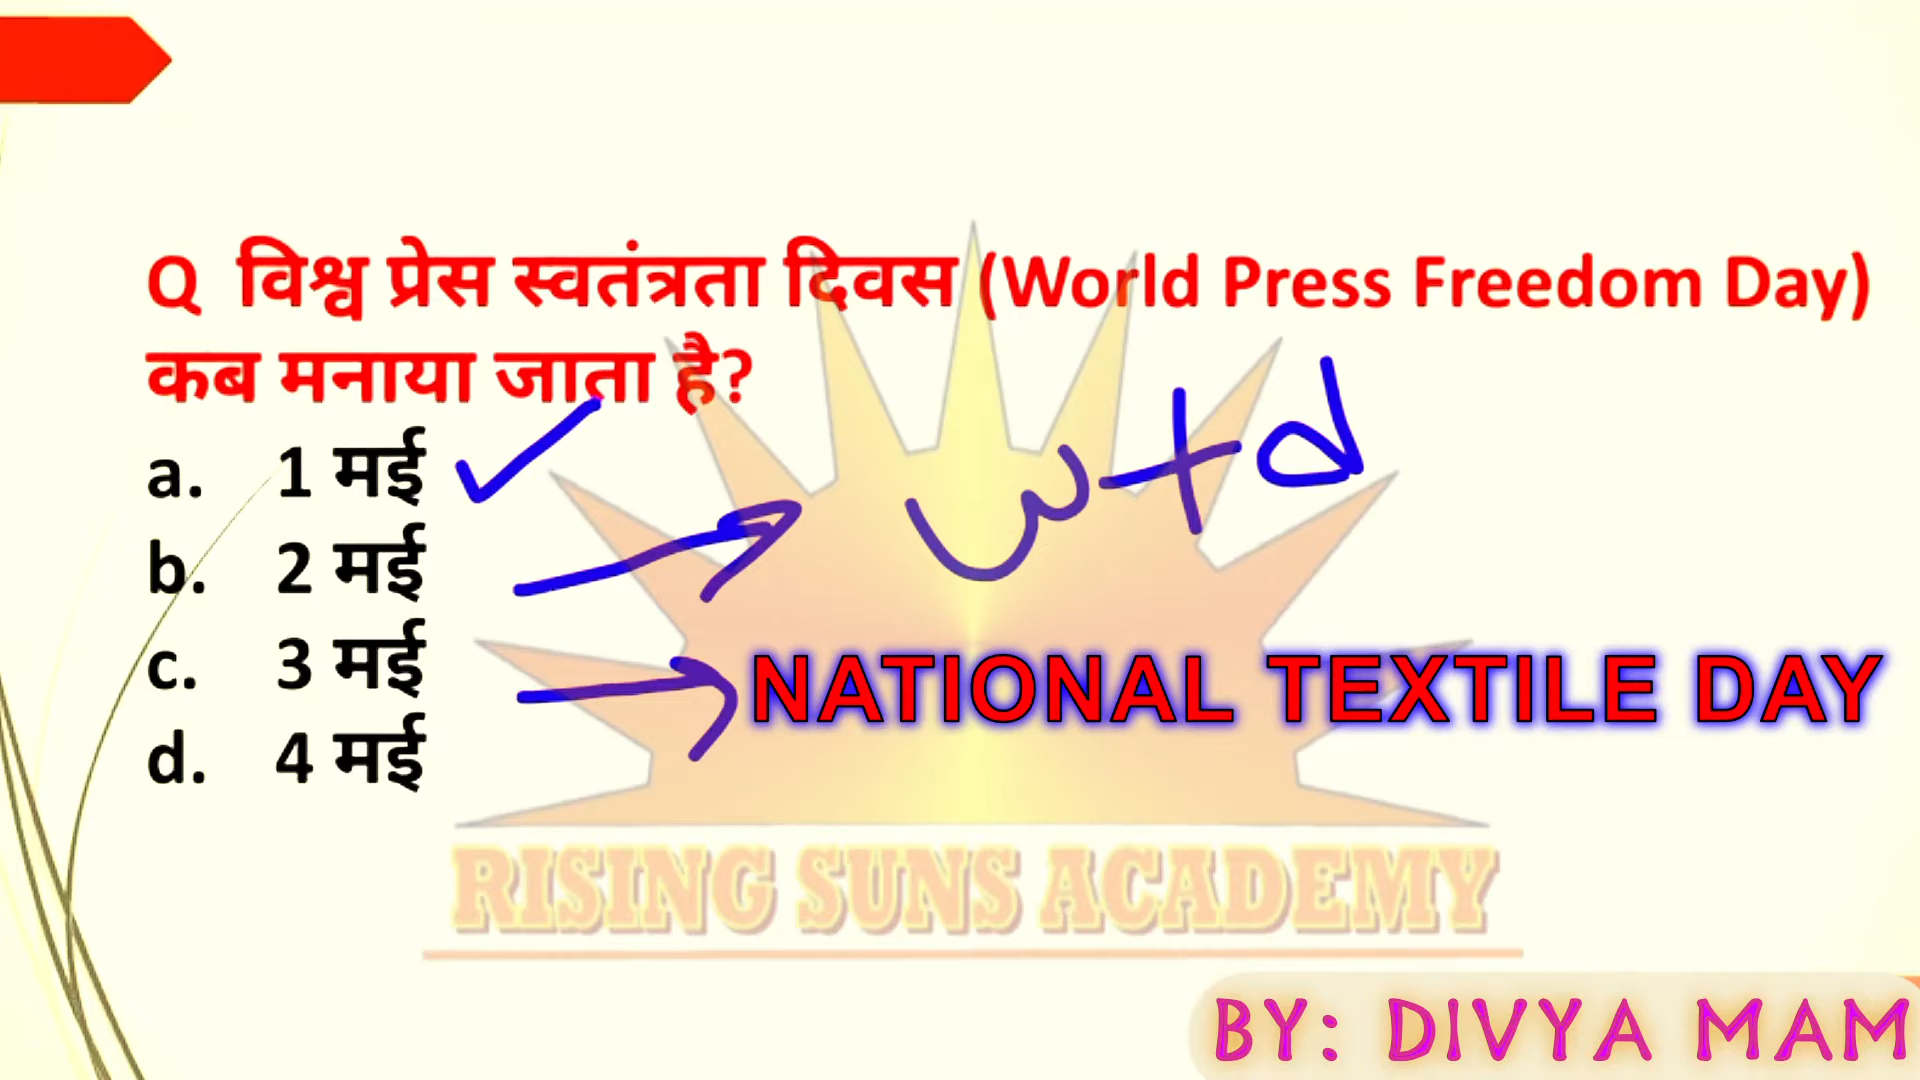 Q विश्व प्रेस स्वतंत्रता दिवस (World Press Freedom Day)
कब मनाया जाता है?
a. 1 मई
b. 2 मई
c. 3 मई
d. 4 मई
NATIONAL TEXTILE DAY
RISING SUNS ACADEMY
BY: DIVYA MAM